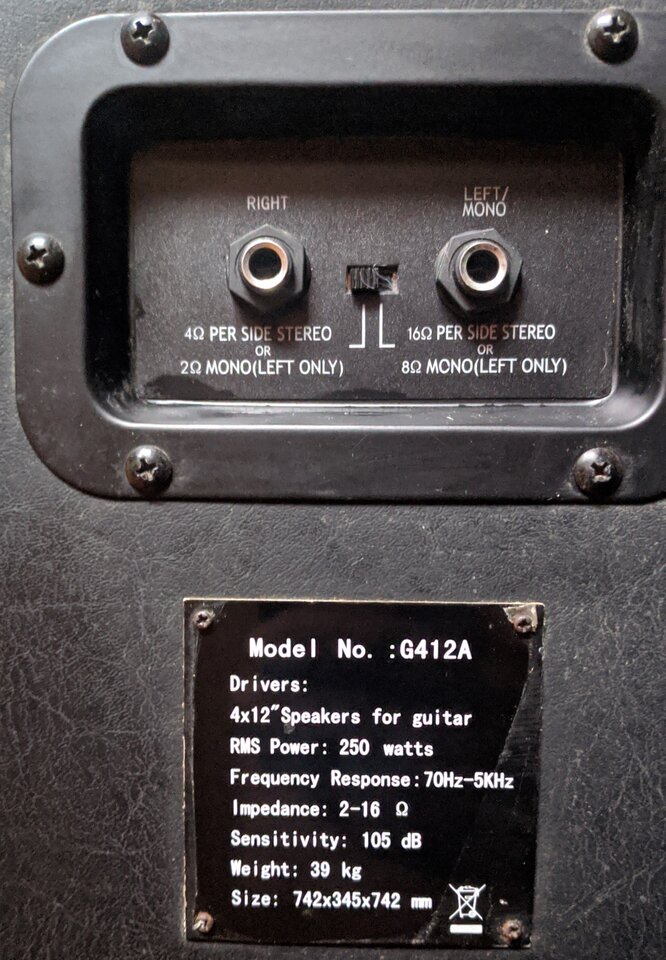 RIGHT
LEFT/
MONO
4Ω PER SIDE STEREO
OR
2Ω MONO(LEFT ONLY)
16Ω PER SIDE STEREO
OR
8Ω MONO(LEFT ONLY)
Model No. :G412A
Drivers:
4x12"Speakers for guitar
RMS Power: 250 watts
Frequency Response:70Hz-5KHz
Impedance: 2-16 Ω
Sensitivity: 105 dB
Weight: 39 kg
Size: 742x345x742 mm